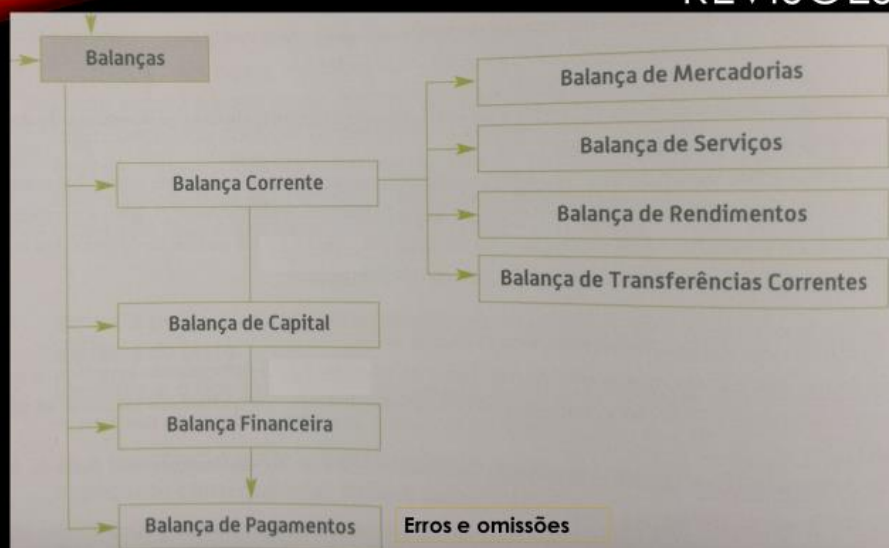 REVISÕES
Balanças
Balança de Mercadorias
Balança de Serviços
Balança Corrente
Balança de Rendimentos
Balança de Transferências Correntes
Balança de Capital
Balança Financeira
Balança de Pagamentos
Erros e omissões